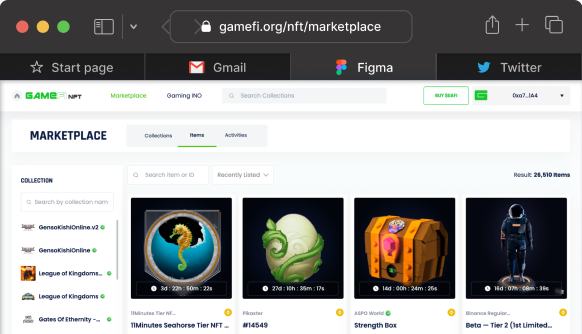 gamefi.org/nft/marketplace
Start page
Gmail
Figma
Twitter
GAMEFI NFT
Marketplace
Gaming INO
Search Collections
BUY $GAFI
0xa7...1A4
MARKETPLACE
Collections
Items
Activities
COLLECTION
Search item or ID
Recently Listed
Result: 26,510 Items
Search by collection nam
GensoKishiOnline.v2
GensoKishiOnline
League of Kingdoms...
League of Kingdoms
Gates Of Ethernity -...
3d : 22h : 50m : 22s
27d : 10h : 35m : 17s
14d : 00h : 24m : 25s
16d : 07h : 08m : 39s
11Minutes Tier NF...
Pikaster
ASPO World
Binance Regular...
11Minutes Seahorse Tier NFT ...
#14549
Strength Box
Beta — Tier 2 (1st Limited...